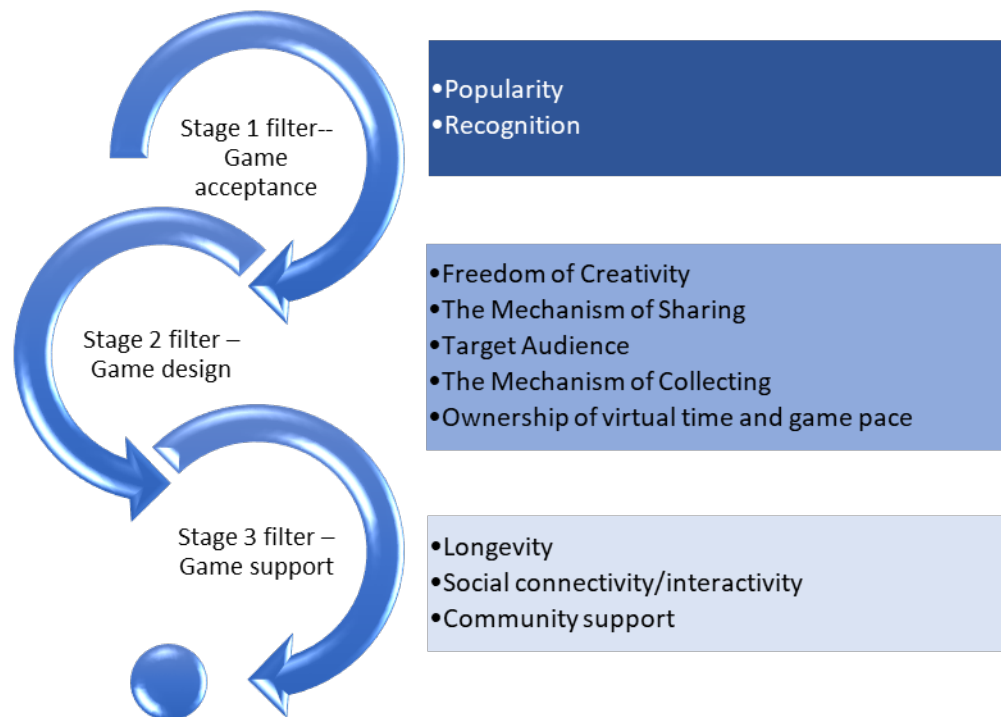 Stage 1 filter--
Game
acceptance
•Popularity
•Recognition
Stage 2 filter –
Game design
•Freedom of Creativity
•The Mechanism of Sharing
•Target Audience
•The Mechanism of Collecting
•Ownership of virtual time and game pace
Stage 3 filter –
Game support
•Longevity
•Social connectivity/interactivity
•Community support